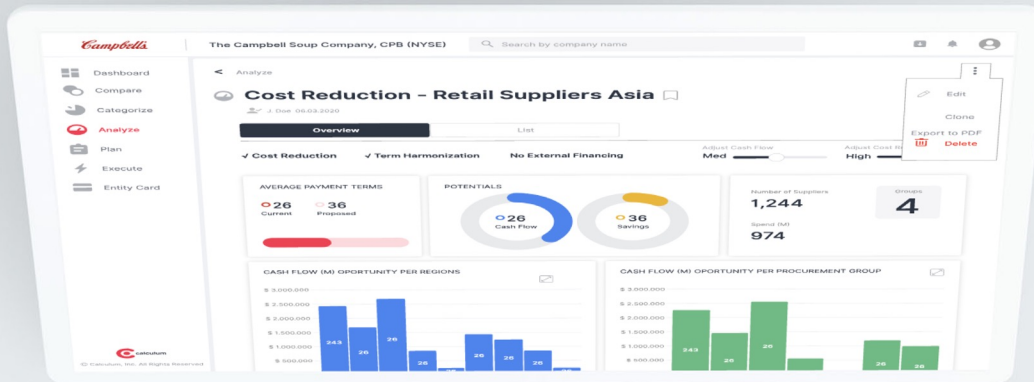 Campbell's
The Campbell Soup Company, CPB (NYSE)
Search by company name
Dashboard
Compare
Categorize
Analyze
Plan
Execute
Entity Card
< Analyze
Cost Reduction - Retail Suppliers Asia
J. Doe 06.03.2020
Edit
Clone
Export to PDF
Delete
Overview
List
✓ Cost Reduction
✓ Term Harmonization
No External Financing
Adjust Cash Flow
Med
Adjust Cost
High
AVERAGE PAYMENT TERMS
26
Current
36
Proposed
POTENTIALS
26
Cash Flow
36
Savings
Number of Suppliers
1,244
Spend (M)
974
Groups
4
CASH FLOW (M) OPORTUNITY PER REGIONS
$ 3.000.000
$ 2.500.000
$ 2.000.000
$ 1.500.000
$ 1.000.000
$ 500.000
243
26
26
26
26
26
26
26
26
CASH FLOW (M) OPORTUNITY PER PROCUREMENT GROUP
$ 3.000.000
$ 2.500.000
$ 2.000.000
$ 1.500.000
$ 1.000.000
$ 500.000
243
26
26
26
26
calculum
© Calculum, Inc. All Rights Reserved